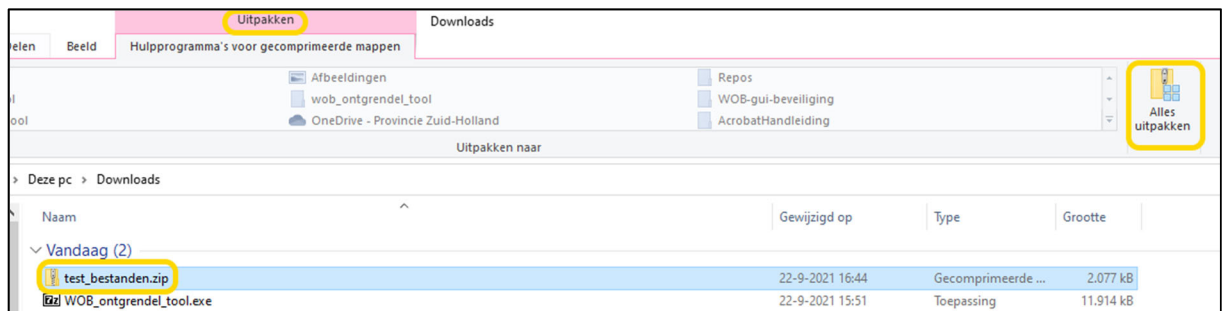 Uitpakken Downloads
Delen Beeld Hulpprogramma's voor gecomprimeerde mappen
Afbeeldingen Repos
wob_ontgrendel_tool WOB-gui-beveiliging
ool OneDrive - Provincie Zuid-Holland AcrobatHandleiding
Alles
uitpakken
Uitpakken naar
> Deze pc > Downloads
Naam Gewijzigd op Type Grootte
Vandaag (2)
test_bestanden.zip 22-9-2021 16:44 Gecomprimeerde ... 2.077 kB
WOB_ontgrendel_tool.exe 22-9-2021 15:51 Toepassing 11.914 kB